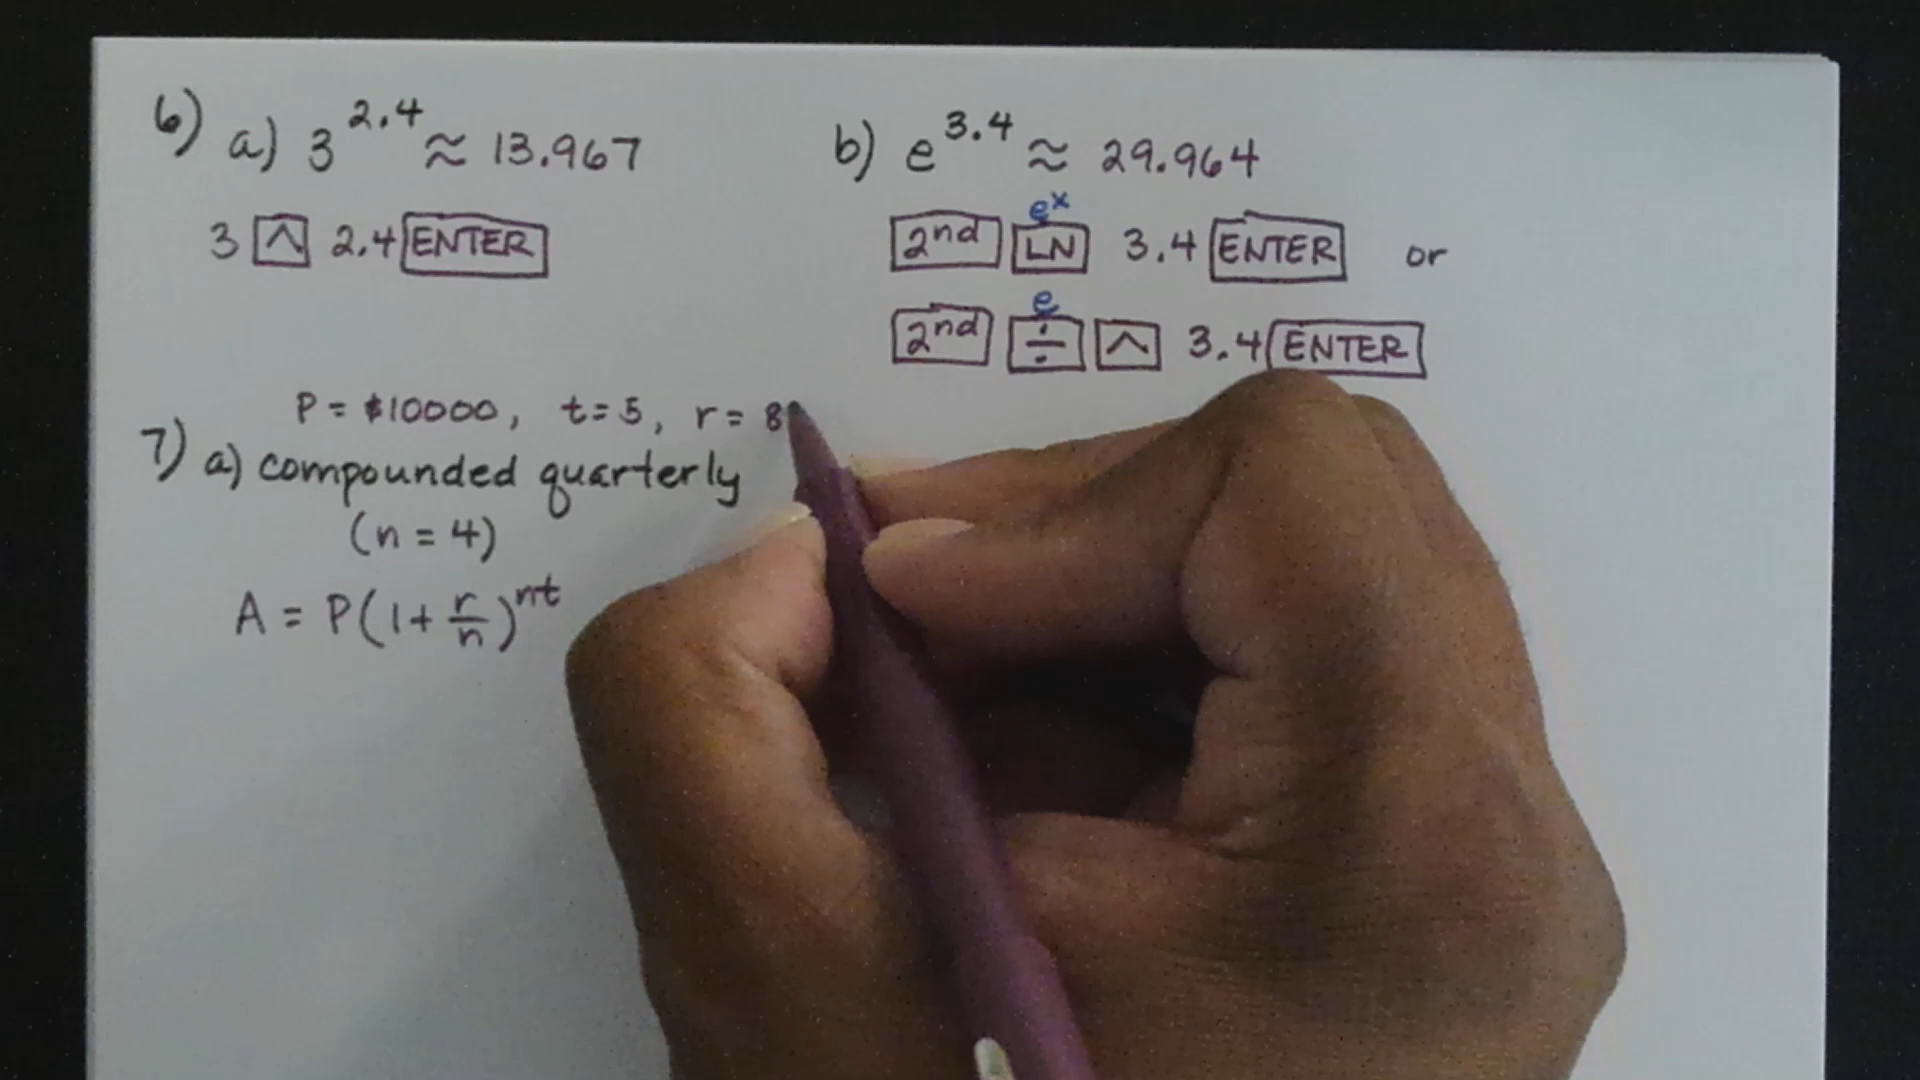 6) a) 3^2.4 ≈ 13.967
3 ^ 2.4 ENTER
b) e^3.4 ≈ 29.964
e^x
2nd LN 3.4 ENTER or
e
2nd ÷ ^ 3.4 ENTER
P = $10000, t = 5, r = 8
7) a) compounded quarterly
(n = 4)
A = P(1 + r/n)^nt